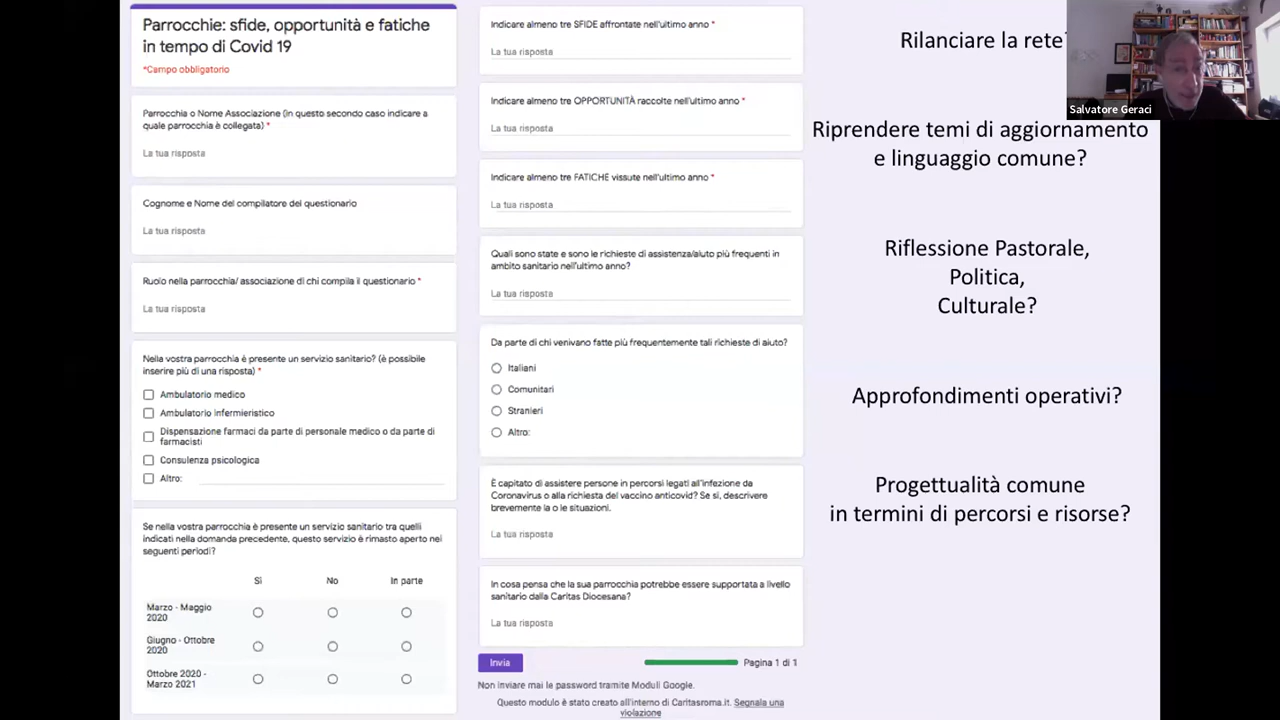 Parrocchie: sfide, opportunità e fatiche
in tempo di Covid 19
*Campo obbligatorio
Parrocchia o Nome Associazione (in questo secondo caso indicare a
quale parrocchia è collegata) *
La tua risposta
Cognome e Nome del compilatore del questionario
La tua risposta
Ruolo nella parrocchia/ associazione di chi compila il questionario *
La tua risposta
Nella vostra parrocchia è presente un servizio sanitario? (è possibile
inserire più di una risposta) *
Ambulatorio medico
Ambulatorio infermieristico
Dispensazione farmaci da parte di personale medico o da parte di
farmacisti
Consulenza psicologica
Altro:
Se nella vostra parrocchia è presente un servizio sanitario tra quelli
indicati nella domanda precedente, questo servizio è rimasto aperto nei
seguenti periodi?
Sì No In parte
Marzo - Maggio
2020
Giugno - Ottobre
2020
Ottobre 2020 -
Marzo 2021
Indicare almeno tre SFIDE affrontate nell'ultimo anno *
La tua risposta
Indicare almeno tre OPPORTUNITÀ raccolte nell'ultimo anno *
La tua risposta
Indicare almeno tre FATICHE vissute nell'ultimo anno *
La tua risposta
Quali sono state e sono le richieste di assistenza/aiuto più frequenti in
ambito sanitario nell'ultimo anno?
La tua risposta
Da parte di chi venivano fatte più frequentemente tali richieste di aiuto?
Italiani
Comunitari
Stranieri
Altro:
È capitato di assistere persone in percorsi legati all'infezione da
Coronavirus o alla richiesta del vaccino anticovid? Se si, descrivere
brevemente la o le situazioni.
La tua risposta
In cosa pensa che la sua parrocchia potrebbe essere supportata a livello
sanitario dalla Caritas Diocesana?
La tua risposta
Invia
Pagina 1 di 1
Non inviare mai le password tramite Moduli Google.
Questo modulo è stato creato all'interno di Caritasroma.it. Segnala una
violazione
Rilanciare la rete?
Salvatore Geraci
Riprendere temi di aggiornamento
e linguaggio comune?
Riflessione Pastorale,
Politica,
Culturale?
Approfondimenti operativi?
Progettualità comune
in termini di percorsi e risorse?